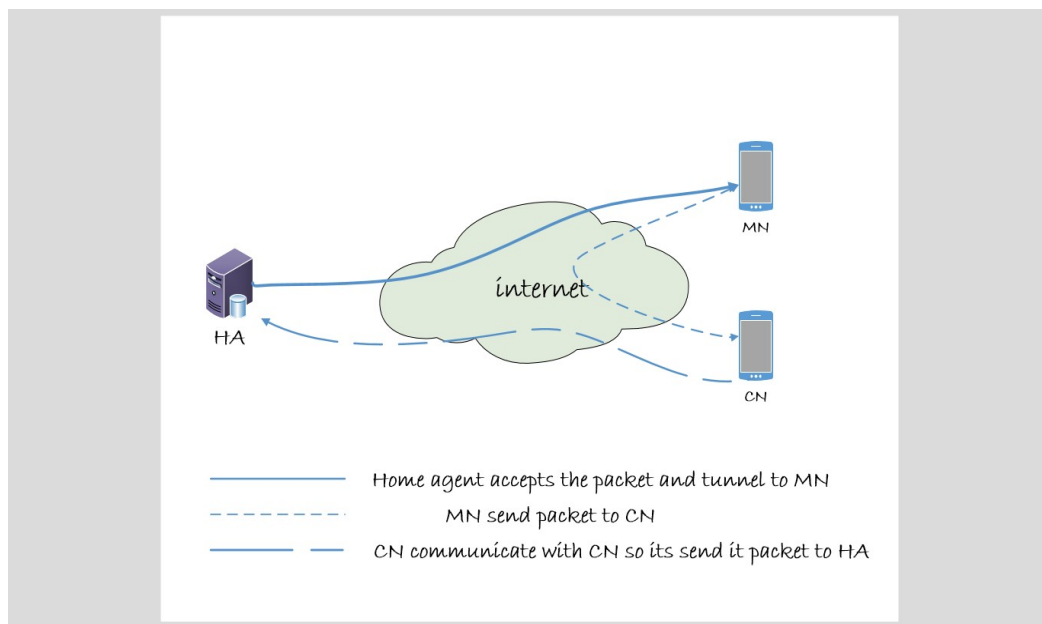 MN
internet
HA
CN
Home agent accepts the packet and tunnel to MN
MN send packet to CN
CN communicate with CN so its send it packet to HA